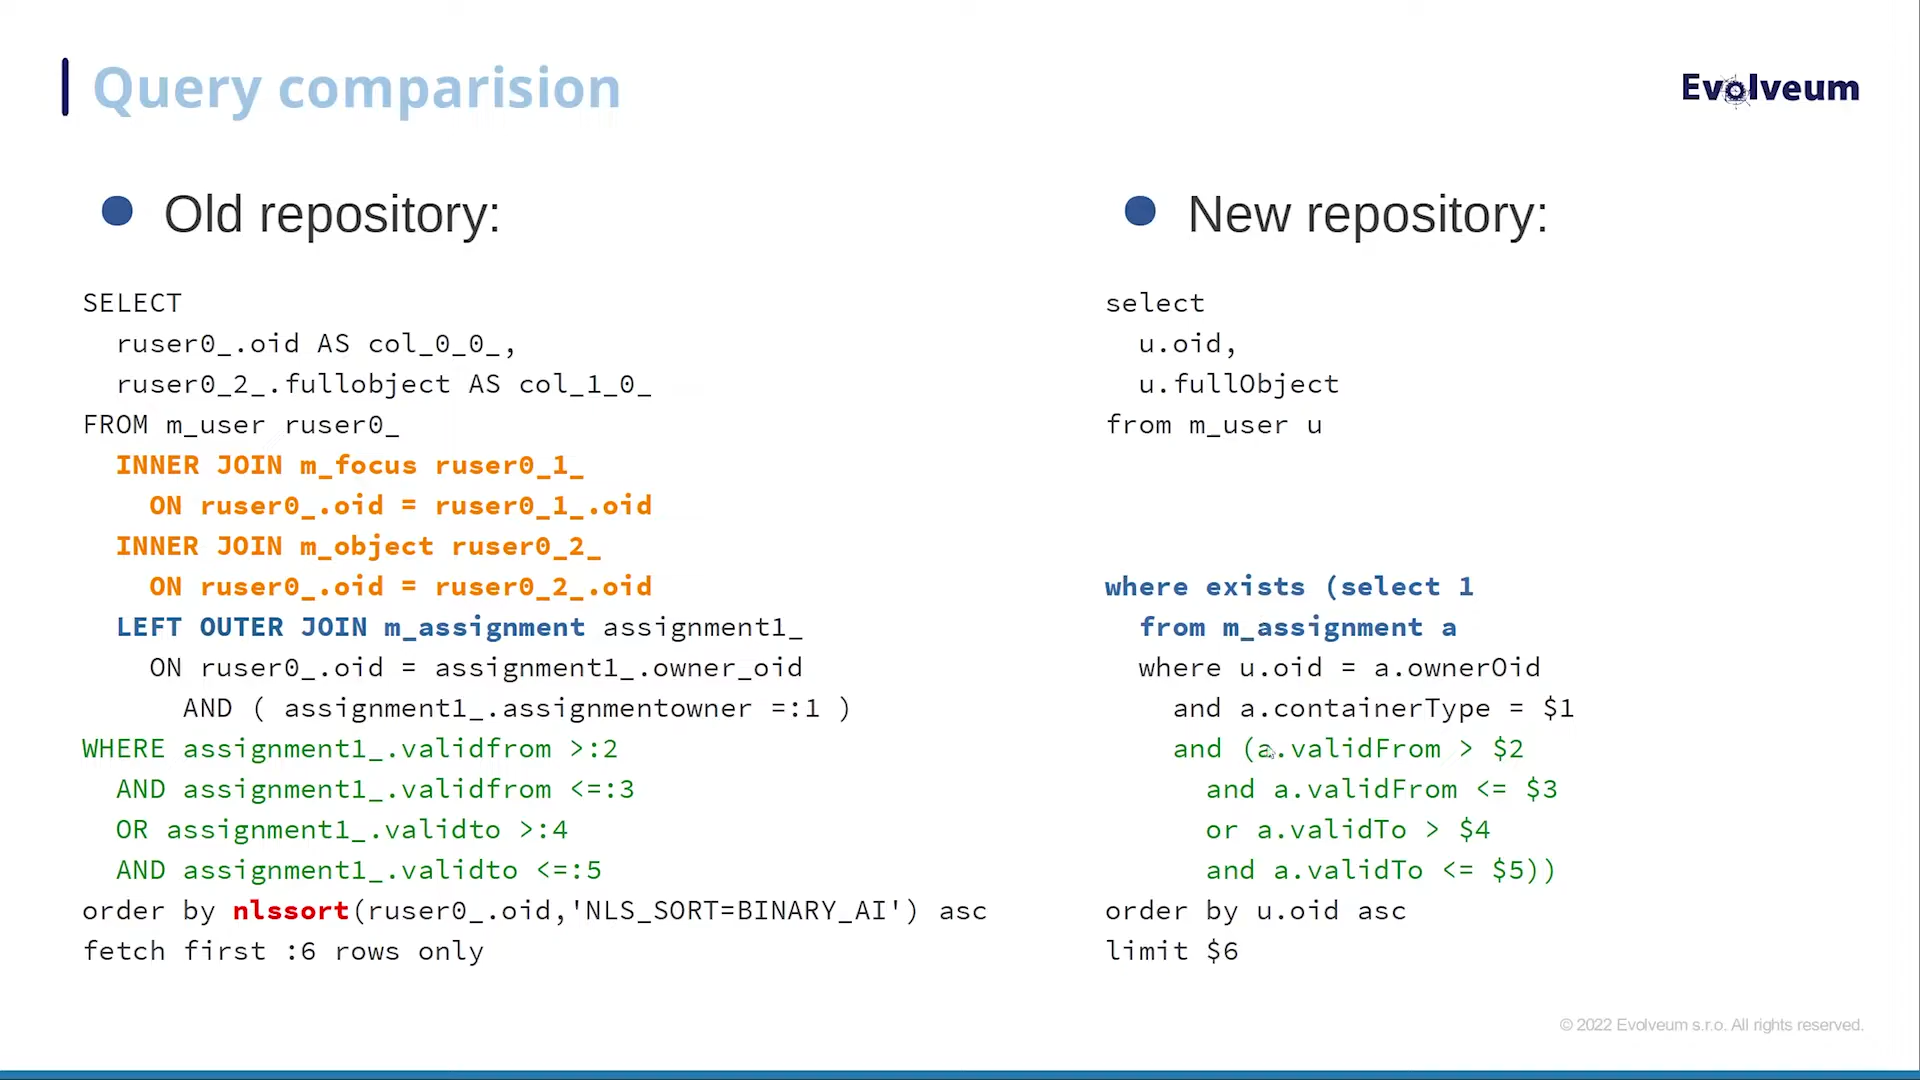 Query comparision
Evolveum
Old repository:
SELECT
ruser0_.oid AS col_0_0_,
ruser0_2_.fullobject AS col_1_0_
FROM m_user ruser0_
INNER JOIN m_focus ruser0_1_
ON ruser0_.oid = ruser0_1_.oid
INNER JOIN m_object ruser0_2_
ON ruser0_.oid = ruser0_2_.oid
LEFT OUTER JOIN m_assignment assignment1_
ON ruser0_.oid = assignment1_.owner_oid
AND ( assignment1_.assignmentowner =:1 )
WHERE assignment1_.validfrom >:2
AND assignment1_.validfrom <=:3
OR assignment1_.validto >:4
AND assignment1_.validto <=:5
order by nlssort(ruser0_.oid,'NLS_SORT=BINARY_AI') asc
fetch first :6 rows only
New repository:
select
u.oid,
u.fullObject
from m_user u
where exists (select 1
from m_assignment a
where u.oid = a.ownerOid
and a.containerType = $1
and (a.validFrom > $2
and a.validFrom <= $3
or a.validTo > $4
and a.validTo <= $5))
order by u.oid asc
limit $6
© 2022 Evolveum s.r.o. All rights reserved.